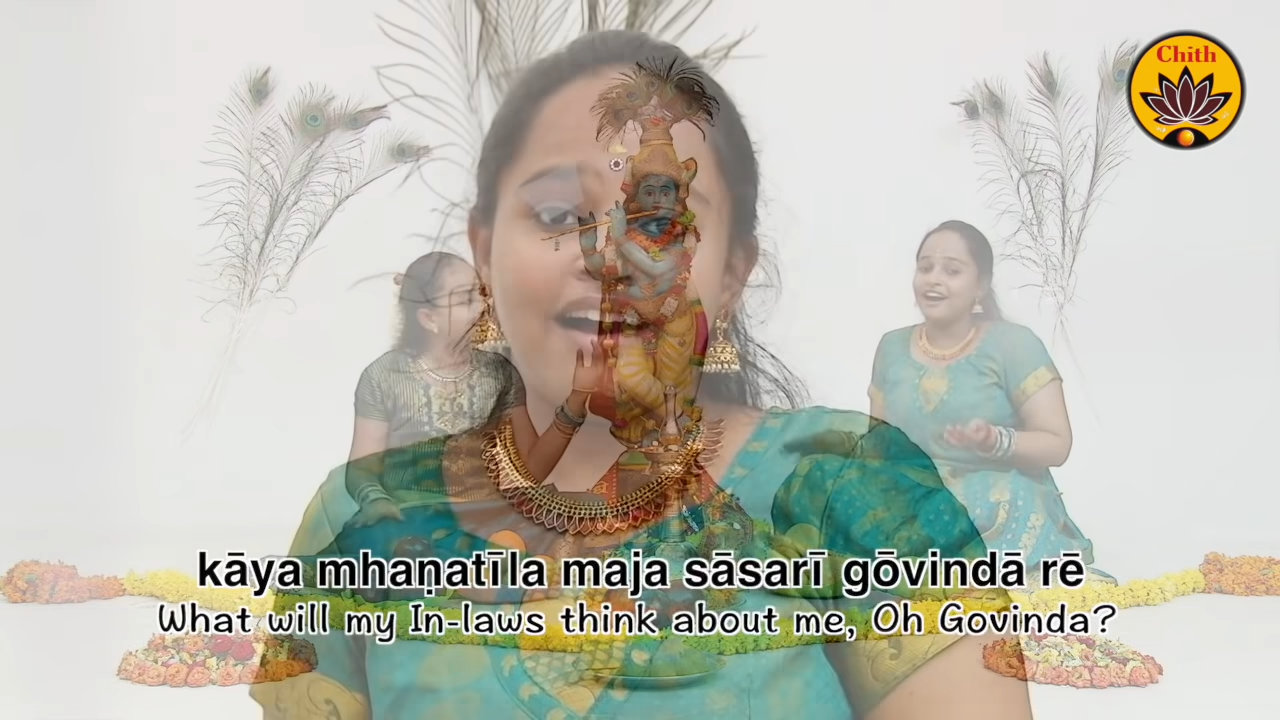 Chith
kāya mhaṇatīla maja sāsarī gōvindā rē
What will my In-laws think about me, Oh Govinda?